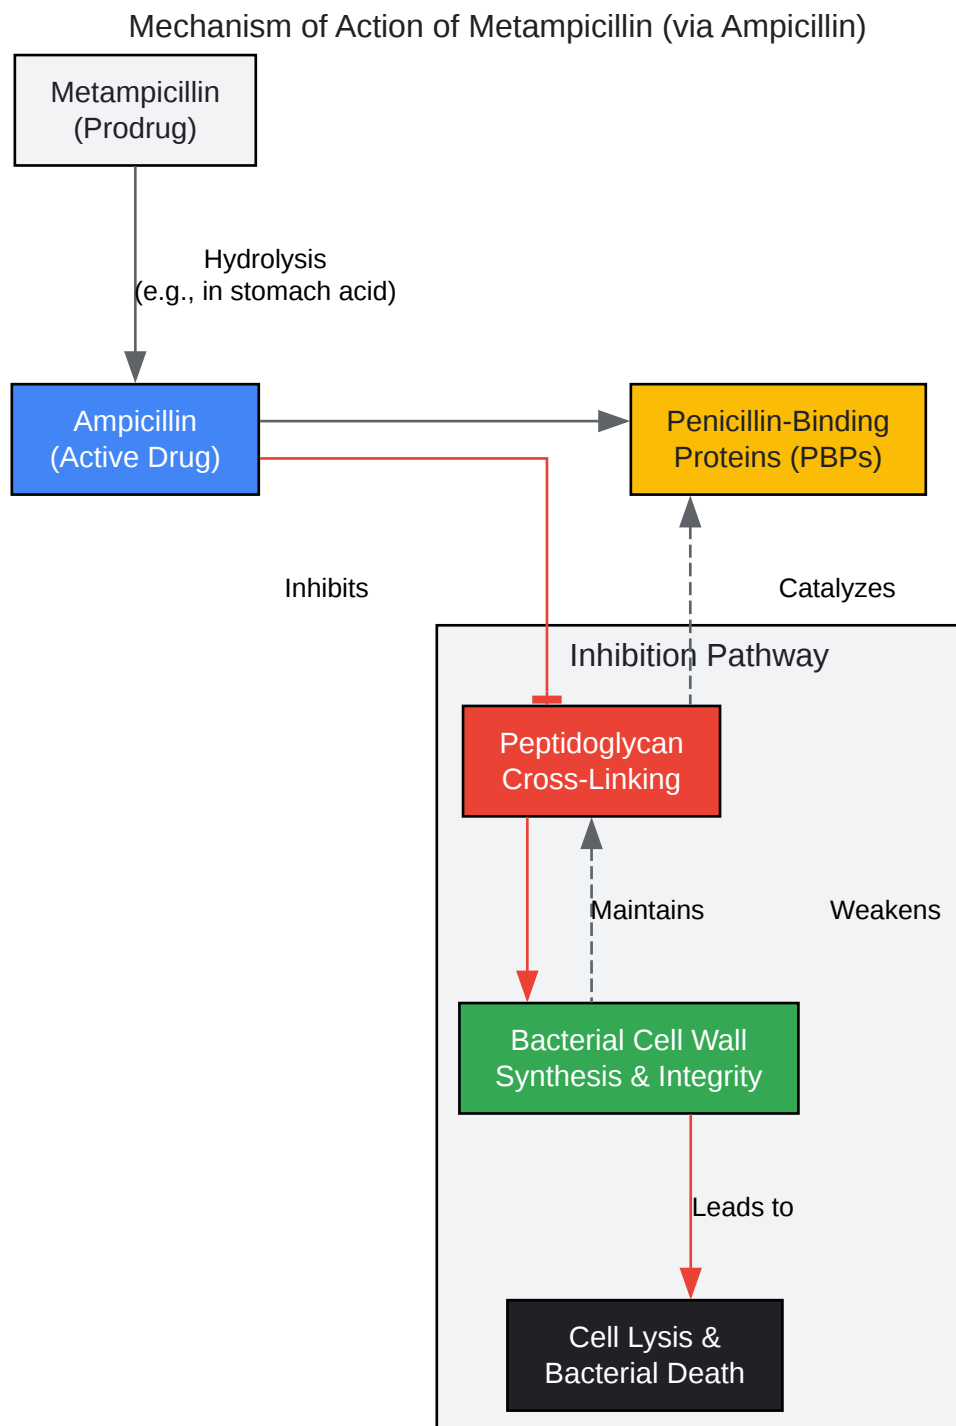 Mechanism of Action of Metampicillin (via Ampicillin)
Metampicillin
(Prodrug)
Hydrolysis
(e.g., in stomach acid)
Ampicillin
(Active Drug)
Penicillin-Binding
Proteins (PBPs)
Inhibits
Catalyzes
Inhibition Pathway
Peptidoglycan
Cross-Linking
Maintains
Weakens
Bacterial Cell Wall
Synthesis & Integrity
Leads to
Cell Lysis &
Bacterial Death